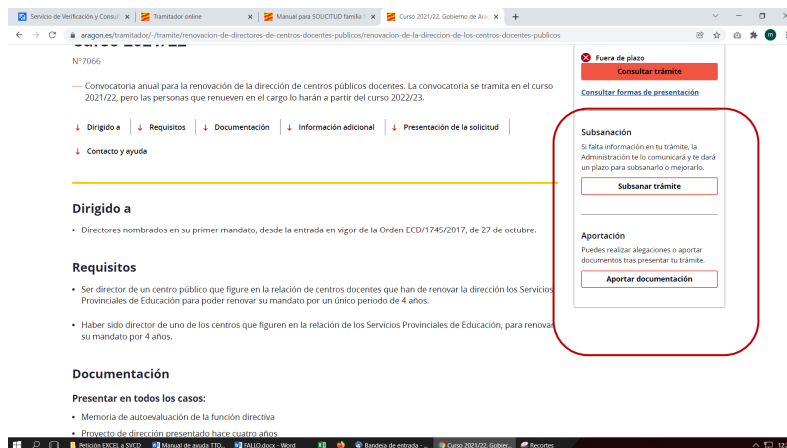 Servicio de Verificación y Consul
Tramitador online
Manual para SOLICITUD familia
Curso 2021/22. Gobierno de Ara
aragon.es/tramitador/-/tramite/renovacion-de-directores-de-centros-docentes-publicos/renovacion-de-la-direccion-de-los-centros-docentes-publicos
Curso 2021/22
Nº7066
— Convocatoria anual para la renovación de la dirección de centros públicos docentes. La convocatoria se tramita en el curso
2021/22, pero las personas que renueven en el cargo lo harán a partir del curso 2022/23.
↓ Dirigido a
↓ Requisitos
↓ Documentación
↓ Información adicional
↓ Presentación de la solicitud
↓ Contacto y ayuda
Dirigido a
• Directores nombrados en su primer mandato, desde la entrada en vigor de la Orden ECD/1745/2017, de 27 de octubre.
Requisitos
• Ser director de un centro público que figure en la relación de centros docentes que han de renovar la dirección los Servicios
Provinciales de Educación para poder renovar su mandato por un único periodo de 4 años.
• Haber sido director de uno de los centros que figuren en la relación de los Servicios Provinciales de Educación, para renovar
su mandato por 4 años.
Documentación
Presentar en todos los casos:
• Memoria de autoevaluación de la función directiva
• Proyecto de dirección presentado hace cuatro años
Fuera de plazo
Consultar trámite
Consultar formas de presentación
Subsanación
Si falta información en tu trámite, la
Administración te lo comunicará y te dará
un plazo para subsanarlo o mejorarlo.
Subsanar trámite
Aportación
Puedes realizar alegaciones o aportar
documentos tras presentar tu trámite.
Aportar documentación
Petición EXCEL a SVCD
Manual de ayuda TTO...
FALLO.docx - Word
Bandeja de entrada - ...
Curso 2021/22. Gobier...
Recortes